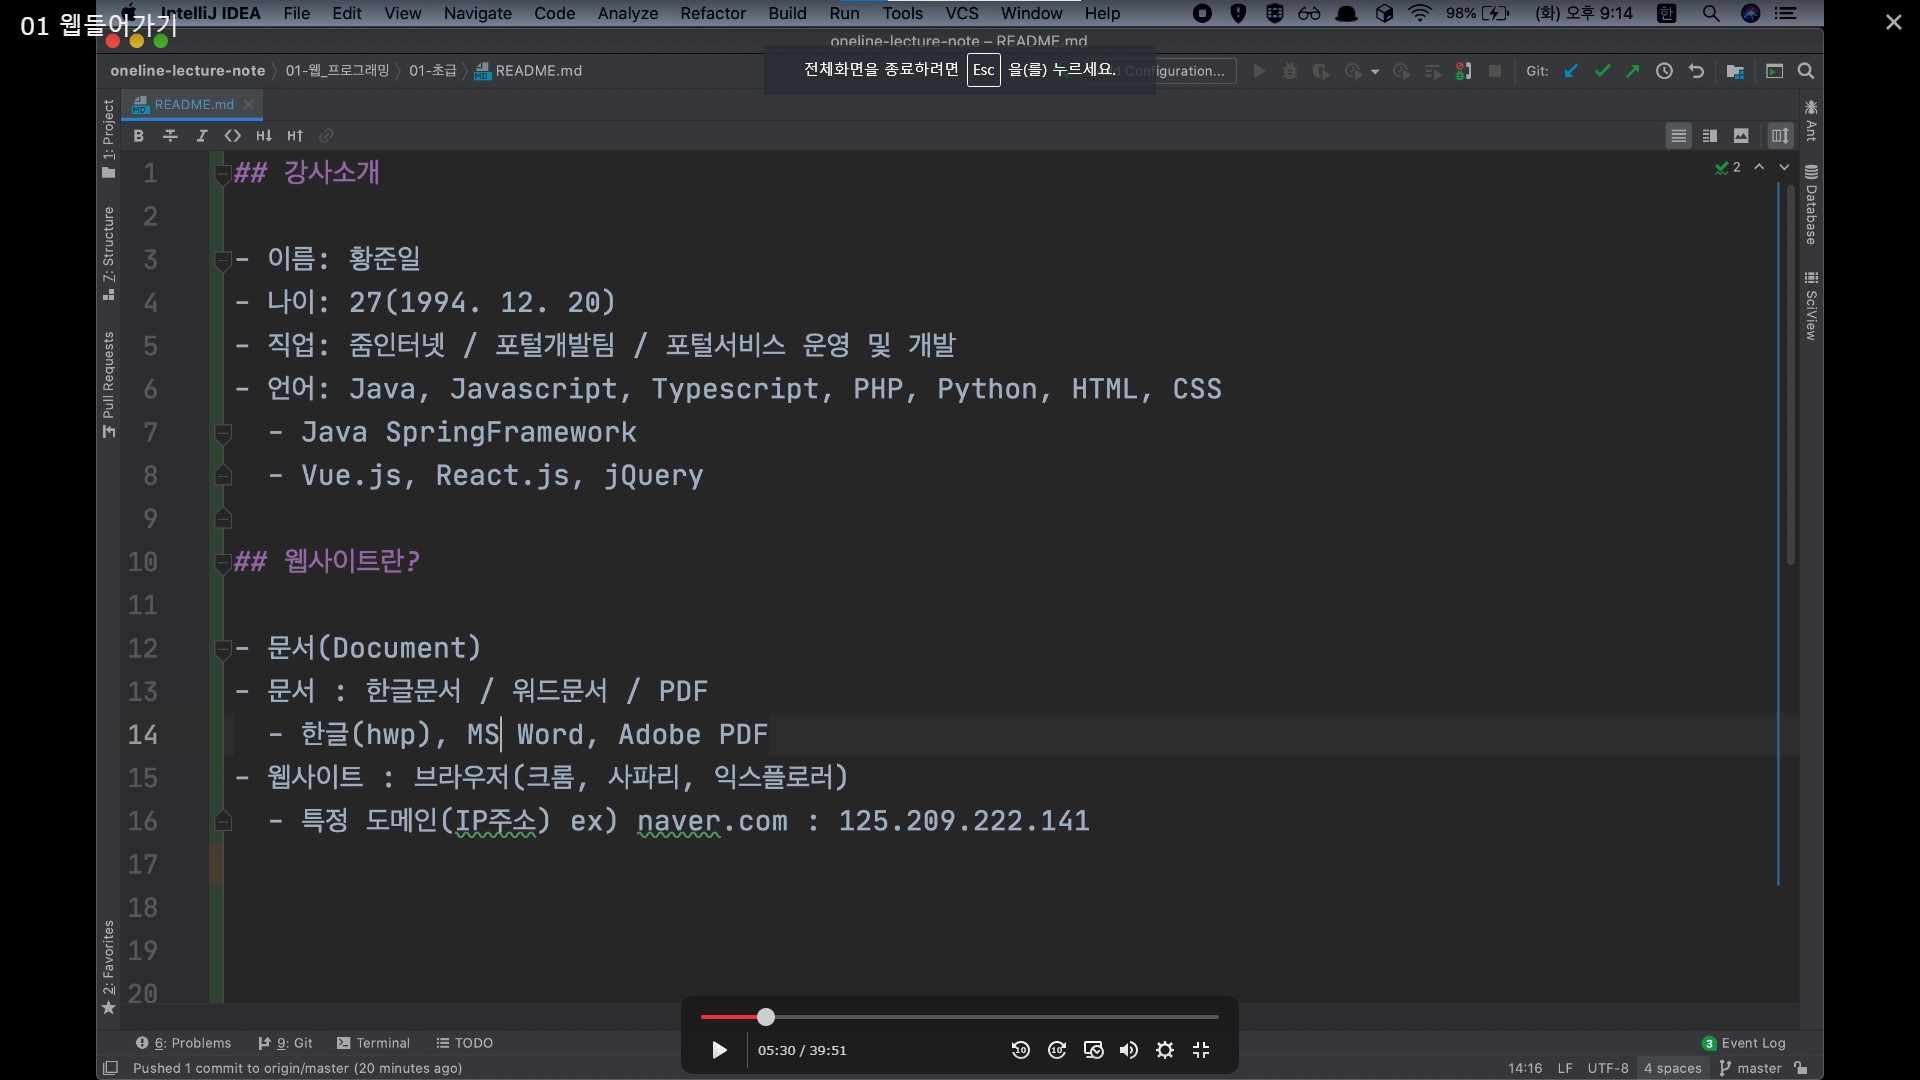 01 웹들어가기
IntelliJ IDEA File Edit View Navigate Code Analyze Refactor Build Run Tools VCS Window Help 98% (화) 오후 9:14 한
oneline-lecture-note – README.md
전체화면을 종료하려면 Esc 을(를) 누르세요.
oneline-lecture-note 01-웹_프로그래밍 01-초급 README.md Configuration... Git:
README.md
B I H↓ H↑
1: Project
Z: Structure
Pull Requests
2: Favorites
Ant
Database
SciView
2
1 ## 강사소개
2
3 - 이름: 황준일
4 - 나이: 27(1994. 12. 20)
5 - 직업: 줌인터넷 / 포털개발팀 / 포털서비스 운영 및 개발
6 - 언어: Java, Javascript, Typescript, PHP, Python, HTML, CSS
7 - Java SpringFramework
8 - Vue.js, React.js, jQuery
9
10 ## 웹사이트란?
11
12 - 문서(Document)
13 - 문서 : 한글문서 / 워드문서 / PDF
14 - 한글(hwp), MS Word, Adobe PDF
15 - 웹사이트 : 브라우저(크롬, 사파리, 익스플로러)
16 - 특정 도메인(IP주소) ex) naver.com : 125.209.222.141
17
18
19
20
05:30 / 39:51
10 10
6: Problems 9: Git Terminal TODO 3 Event Log
Pushed 1 commit to origin/master (20 minutes ago) 14:16 LF UTF-8 4 spaces master